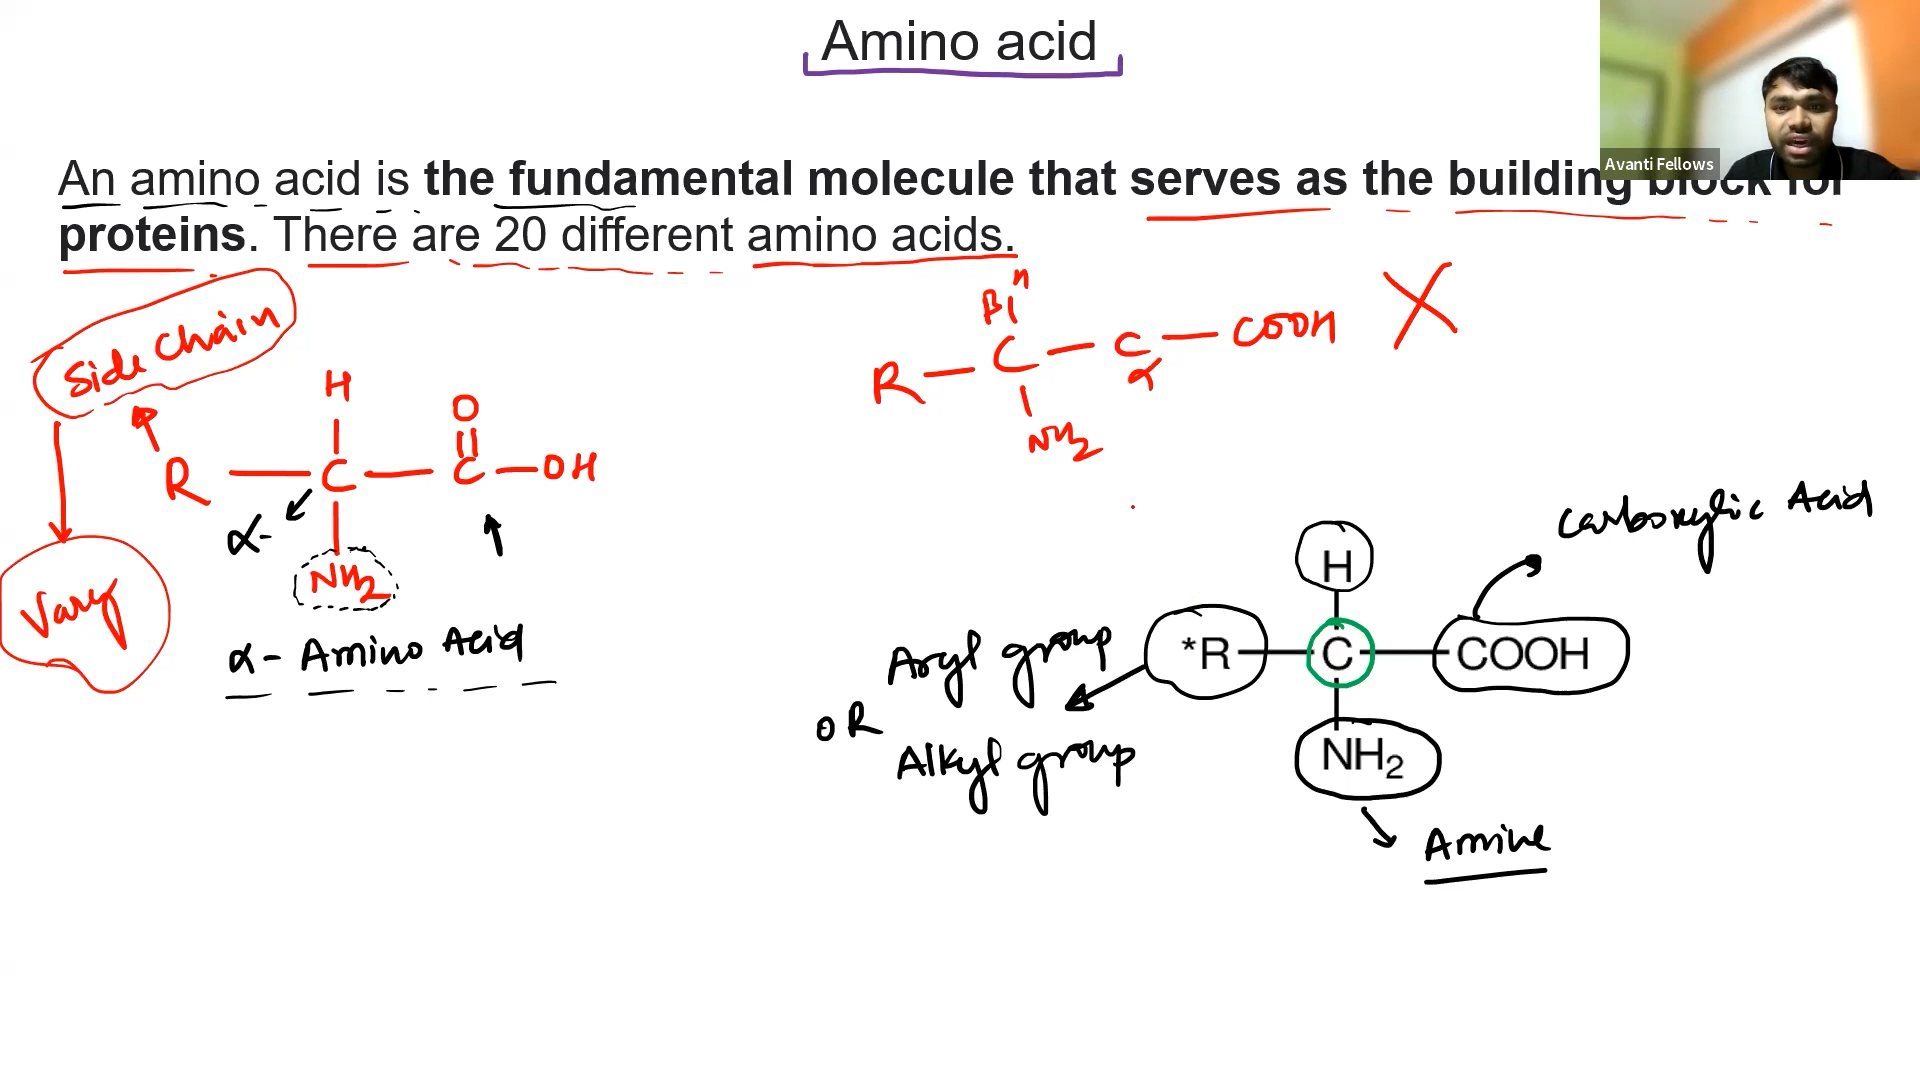 Amino acid
Avanti Fellows
An amino acid is the fundamental molecule that serves as the building block for
proteins. There are 20 different amino acids.
Side Chain
R — C — C — OH
H
O
NH2
α-
Vary
α- Amino Acid
R — C — C — COOH X
α
NH2
Carboxylic Acid
H
*R—C—COOH
NH2
Aryl group
OR
Alkyl group
Amine